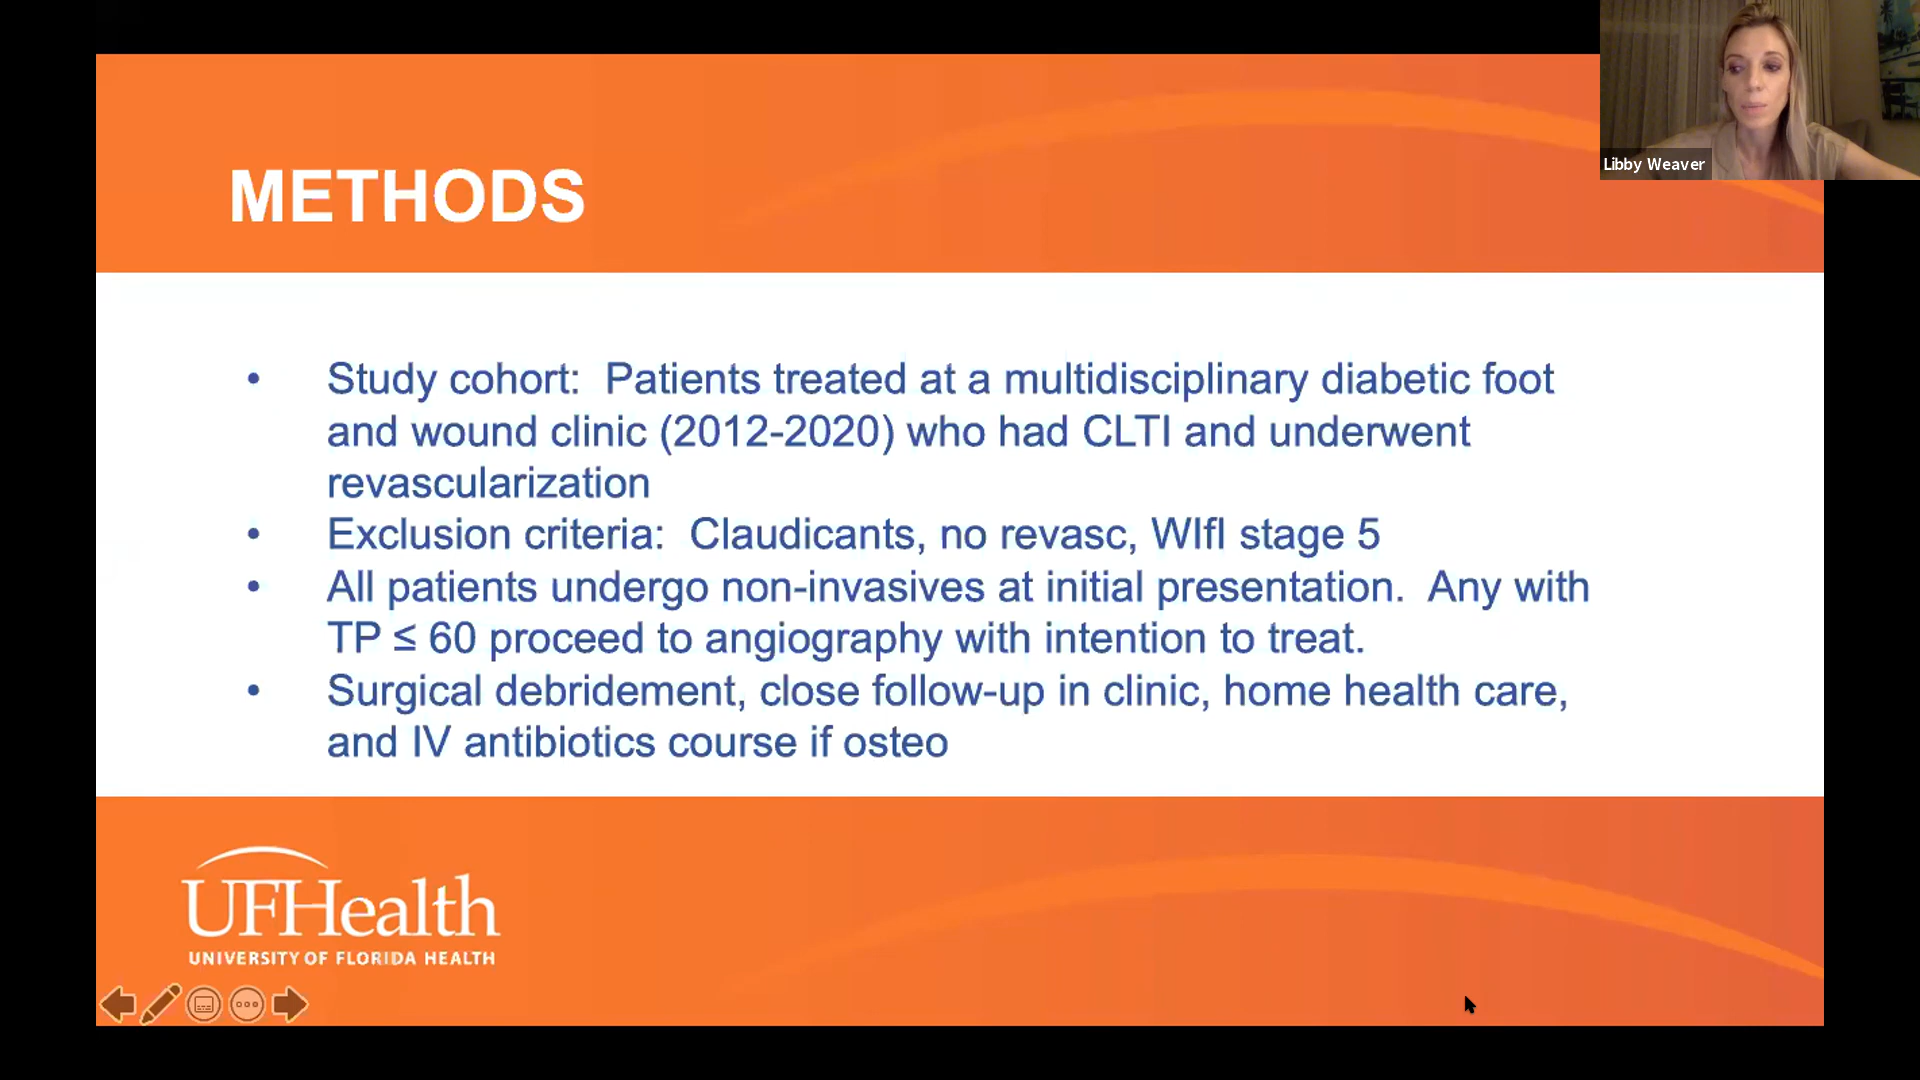 Libby Weaver
METHODS
• Study cohort:  Patients treated at a multidisciplinary diabetic foot
and wound clinic (2012-2020) who had CLTI and underwent
revascularization
• Exclusion criteria:  Claudicants, no revasc, WIfI stage 5
• All patients undergo non-invasives at initial presentation.  Any with
TP ≤ 60 proceed to angiography with intention to treat.
• Surgical debridement, close follow-up in clinic, home health care,
and IV antibiotics course if osteo
UFHealth
UNIVERSITY OF FLORIDA HEALTH